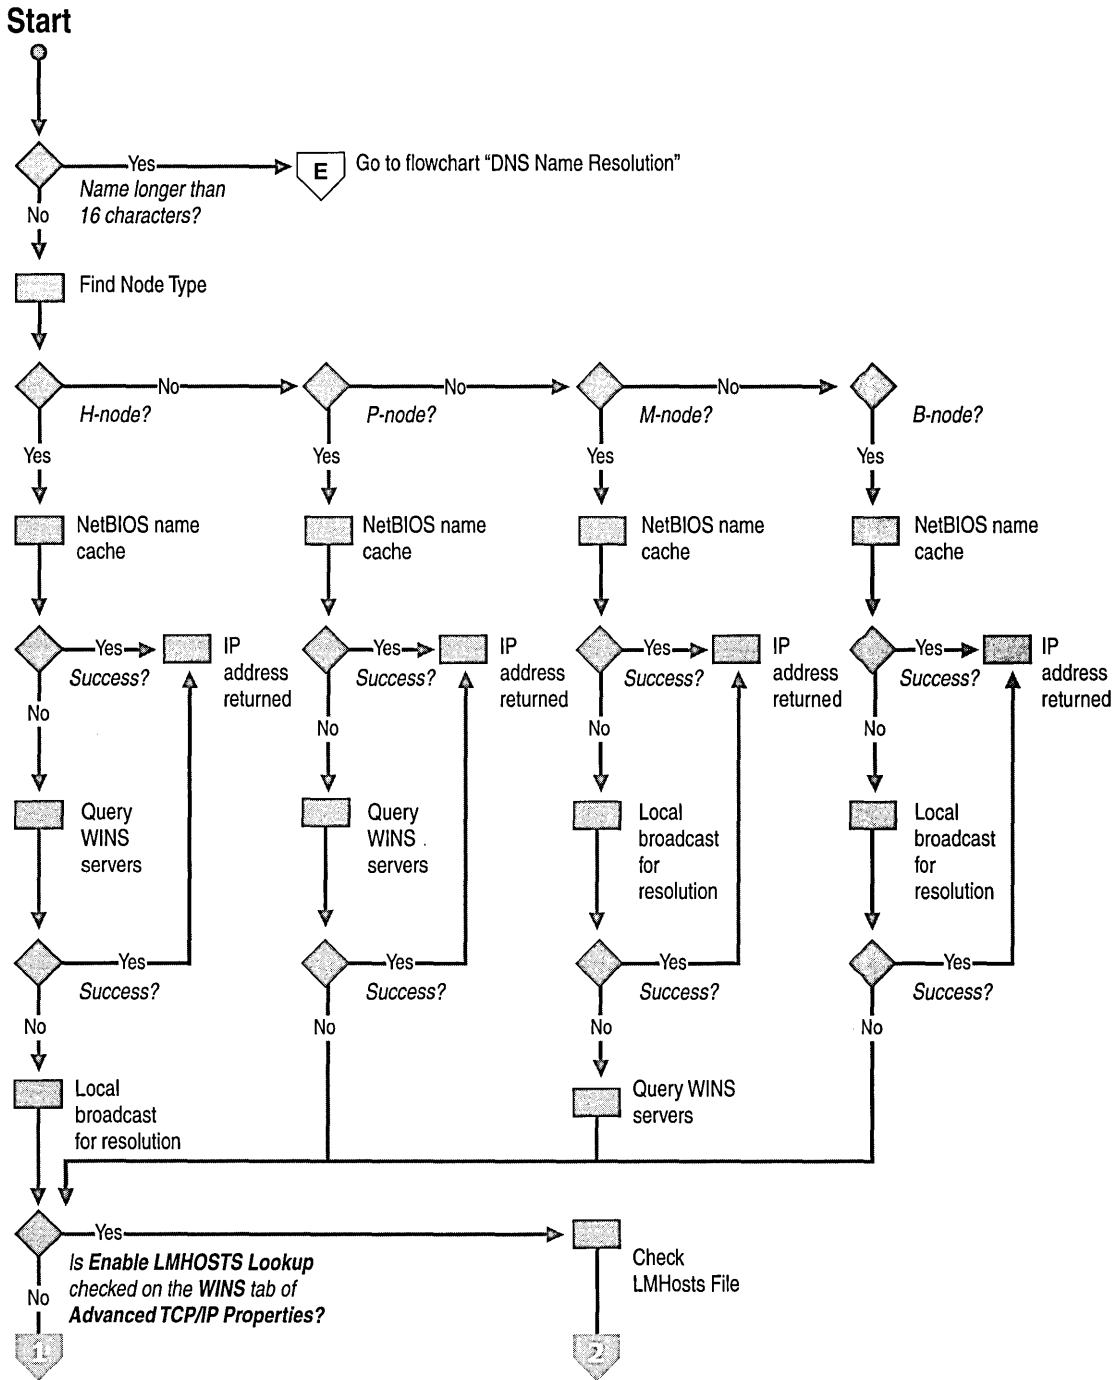 Start
Yes
E
Go to flowchart “DNS Name Resolution”
Name longer than
16 characters?
No
Find Node Type
No
No
No
H-node?
P-node?
M-node?
B-node?
Yes
Yes
Yes
Yes
NetBIOS name
cache
NetBIOS name
cache
NetBIOS name
cache
NetBIOS name
cache
Yes
Success?
IP
address
returned
Yes
Success?
IP
address
returned
Yes
Success?
IP
address
returned
Yes
Success?
IP
address
returned
No
No
No
No
Query
WINS
servers
Query
WINS
servers
Local
broadcast
for
resolution
Local
broadcast
for
resolution
Yes
Success?
Yes
Success?
Yes
Success?
Yes
Success?
No
No
No
No
Local
broadcast
for resolution
Query WINS
servers
Yes
Is Enable LMHOSTS Lookup
checked on the WINS tab of
Advanced TCP/IP Properties?
No
Check
LMHosts File
1
2